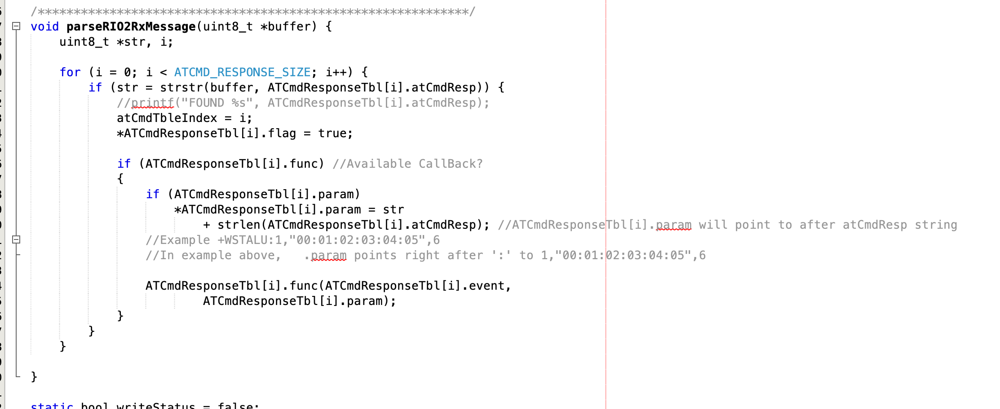 /************************************************************/
void parseRIO2RxMessage(uint8_t *buffer) {
uint8_t *str, i;
for (i = 0; i < ATCMD_RESPONSE_SIZE; i++) {
if (str = strstr(buffer, ATCmdResponseTbl[i].atCmdResp)) {
//printf("FOUND %s", ATCmdResponseTbl[i].atCmdResp);
atCmdTbleIndex = i;
*ATCmdResponseTbl[i].flag = true;
if (ATCmdResponseTbl[i].func) //Available CallBack?
{
if (ATCmdResponseTbl[i].param)
*ATCmdResponseTbl[i].param = str
+ strlen(ATCmdResponseTbl[i].atCmdResp); //ATCmdResponseTbl[i].param will point to after atCmdResp string
//Example +WSTALU:1,"00:01:02:03:04:05",6
//In example above,   .param points right after ':' to 1,"00:01:02:03:04:05",6
ATCmdResponseTbl[i].func(ATCmdResponseTbl[i].event,
ATCmdResponseTbl[i].param);
}
}
}
}
static bool writeStatus = false;